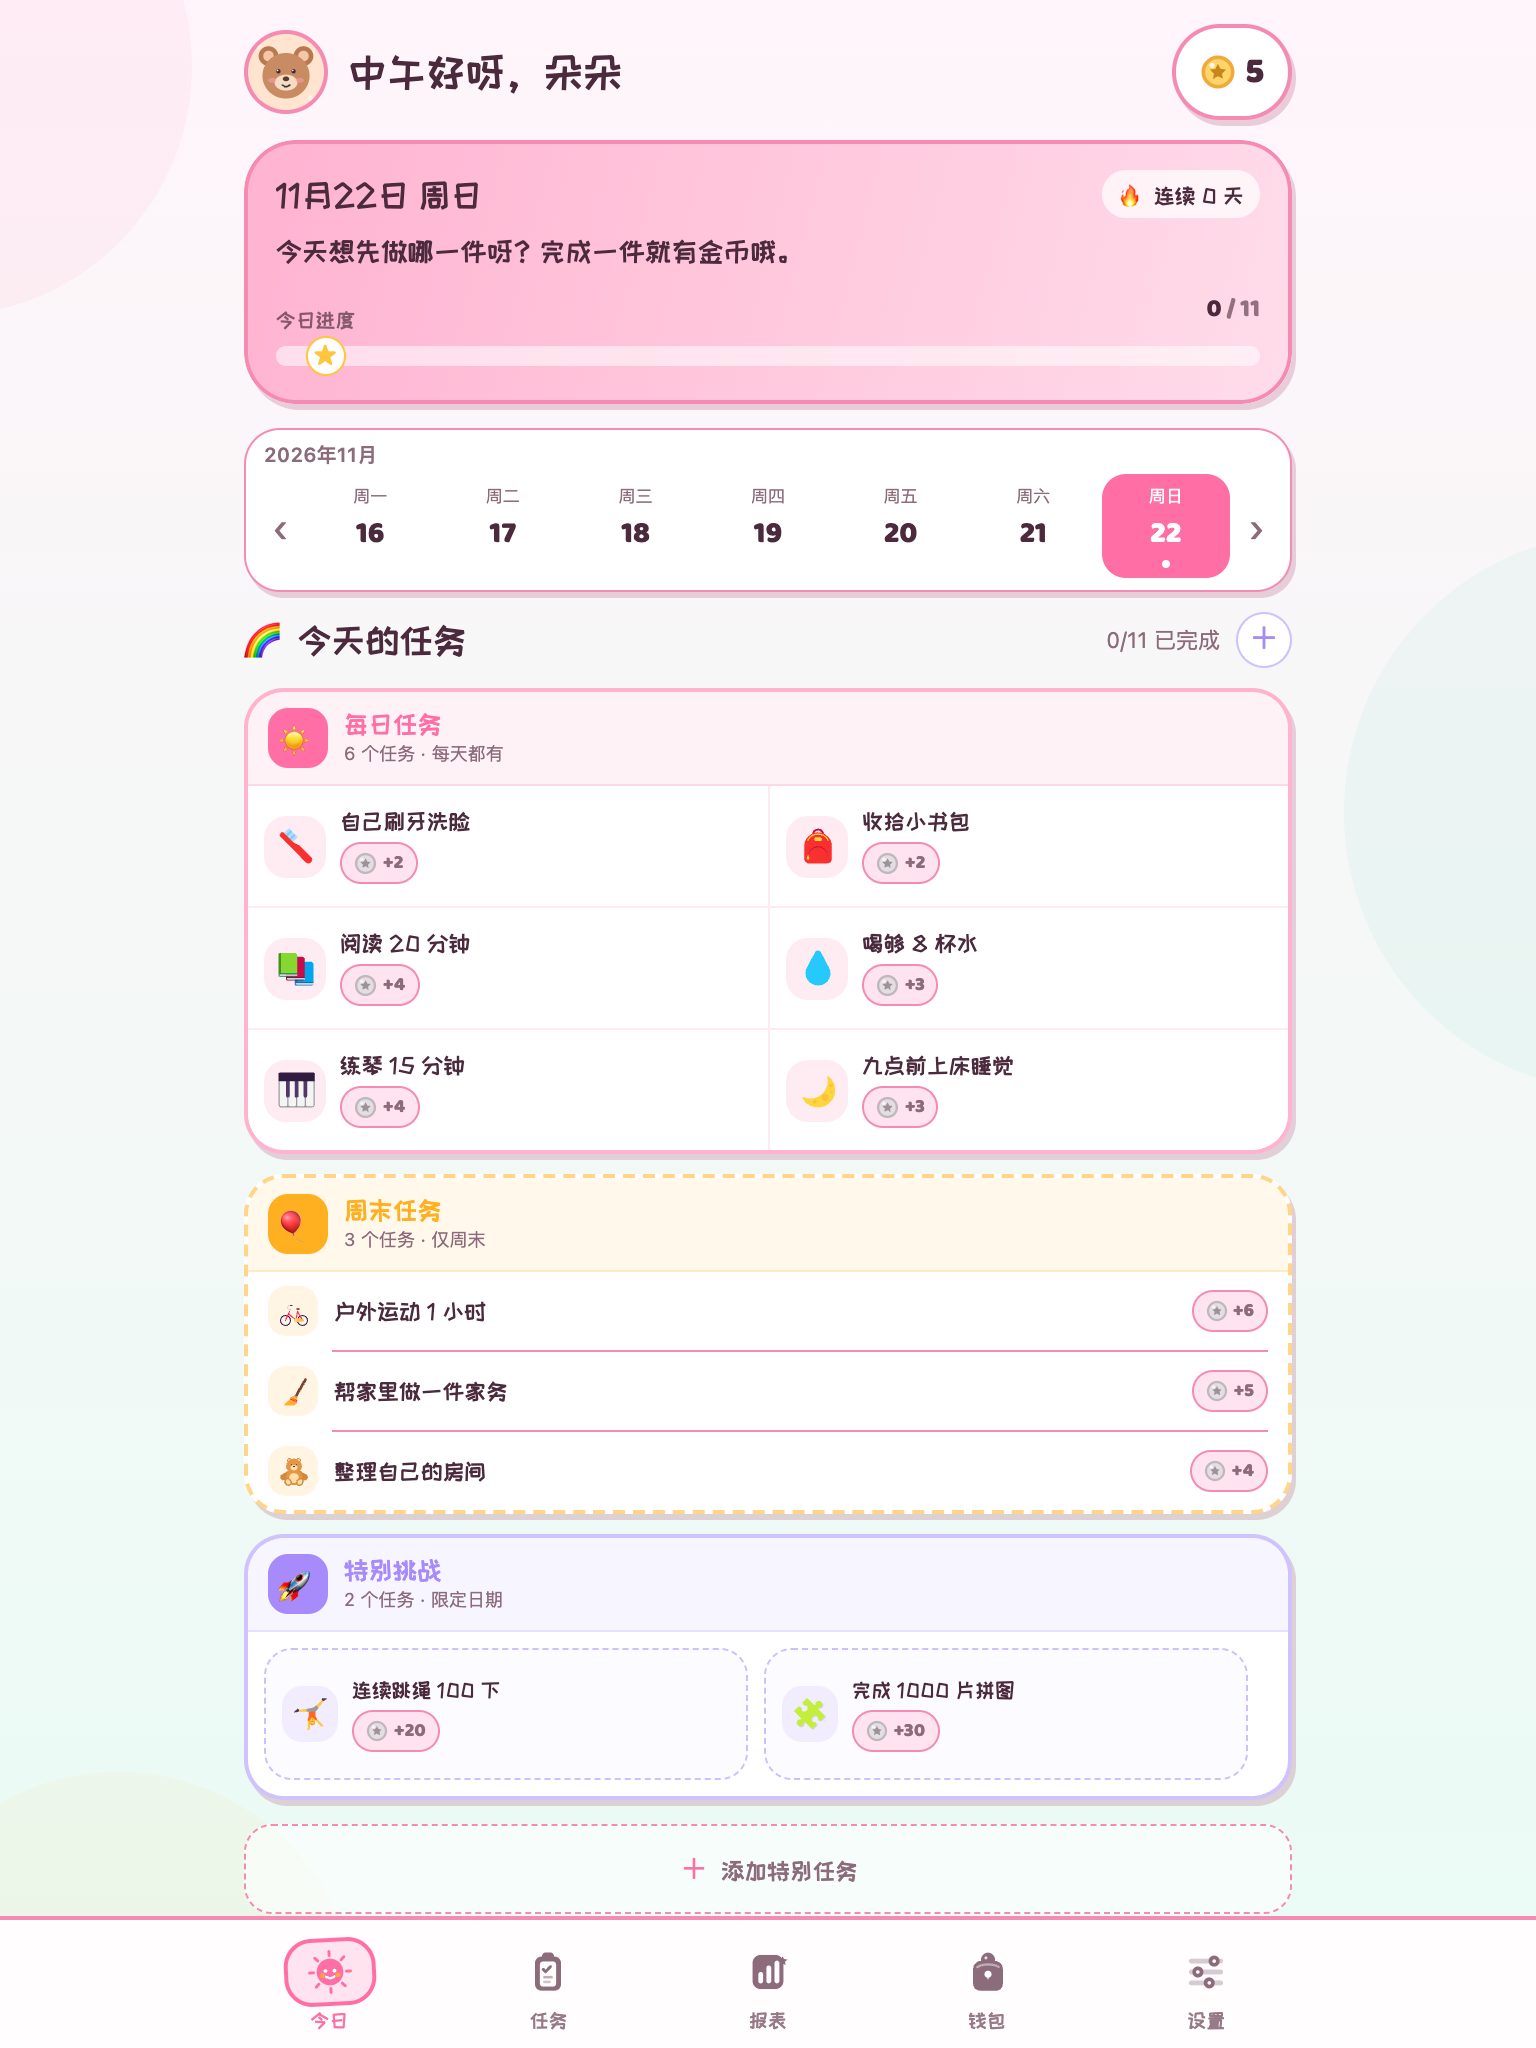 中午好呀，朵朵
5
11月22日 周日
连续 0 天
今天想先做哪一件呀？完成一件就有金币哦。
今日进度
0 / 11
2026年11月
周一 周二 周三 周四 周五 周六 周日
‹ 16 17 18 19 20 21 22 ›
今天的任务
0/11 已完成
+
每日任务
6 个任务 · 每天都有
自己刷牙洗脸
+2
收拾小书包
+2
阅读 20 分钟
+4
喝够 8 杯水
+3
练琴 15 分钟
+4
九点前上床睡觉
+3
周末任务
3 个任务 · 仅周末
户外运动 1 小时
+6
帮家里做一件家务
+5
整理自己的房间
+4
特别挑战
2 个任务 · 限定日期
连续跳绳 100 下
+20
完成 1000 片拼图
+30
+ 添加特别任务
今日 任务 报表 钱包 设置